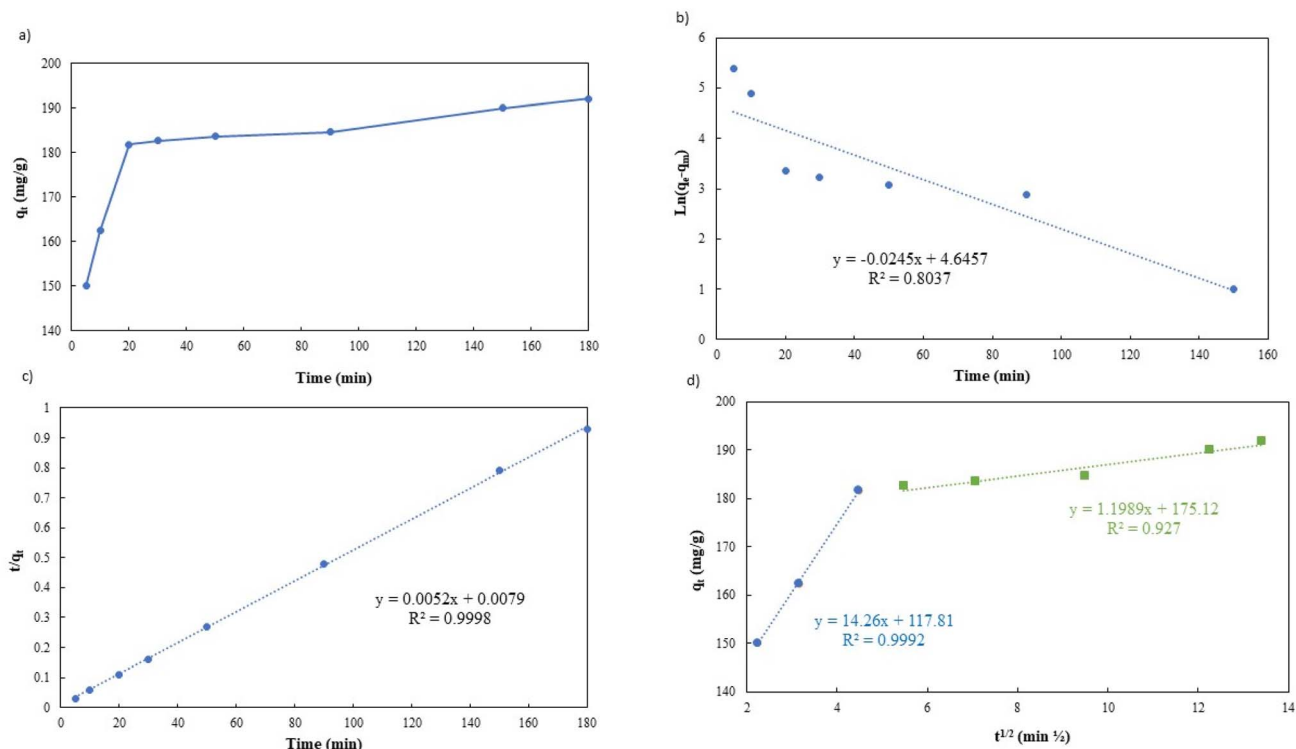 a)
200
190
180
170
160
150
140
qt (mg/g)
0 20 40 60 80 100 120 140 160 180
Time (min)
b)
6
5
4
3
2
1
0
Ln(qe-qm)
y = -0.0245x + 4.6457
R² = 0.8037
0 20 40 60 80 100 120 140 160
Time (min)
c)
1
0.9
0.8
0.7
0.6
0.5
0.4
0.3
0.2
0.1
0
t/qt
y = 0.0052x + 0.0079
R² = 0.9998
0 20 40 60 80 100 120 140 160 180
Time (min)
d)
200
190
180
170
160
150
140
qt (mg/g)
y = 1.1989x + 175.12
R² = 0.927
y = 14.26x + 117.81
R² = 0.9992
2 4 6 8 10 12 14
t1/2 (min ½)